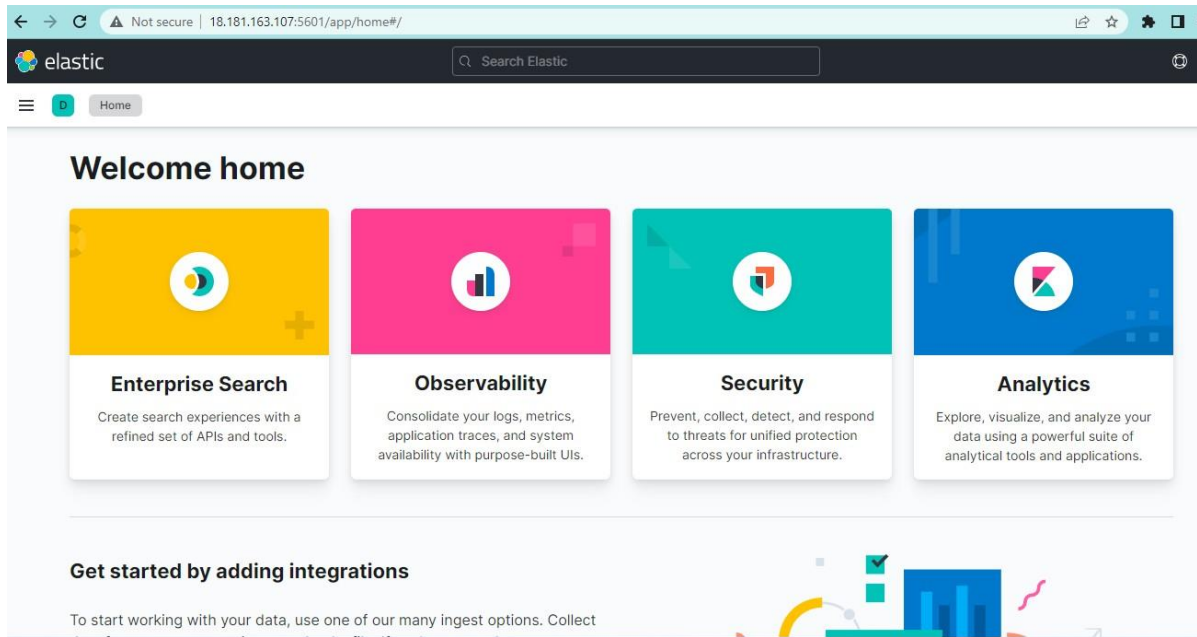 Not secure | 18.181.163.107:5601/app/home#/
elastic
Search Elastic
D
Home
Welcome home
Enterprise Search
Create search experiences with a
refined set of APIs and tools.
Observability
Consolidate your logs, metrics,
application traces, and system
availability with purpose-built UIs.
Security
Prevent, collect, detect, and respond
to threats for unified protection
across your infrastructure.
Analytics
Explore, visualize, and analyze your
data using a powerful suite of
analytical tools and applications.
Get started by adding integrations
To start working with your data, use one of our many ingest options. Collect